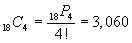 ₁₈C₄ = ₁₈P₄ / 4! = 3,060